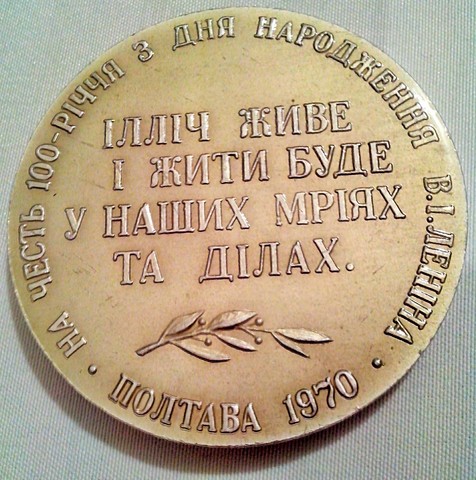 НА ЧЕСТЬ 100-РІЧЧЯ З ДНЯ НАРОДЖЕННЯ В.І.ЛЕНІНА
ІЛЛІЧ ЖИВЕ
І ЖИТИ БУДЕ
У НАШИХ МРІЯХ
ТА ДІЛАХ.
ПОЛТАВА 1970